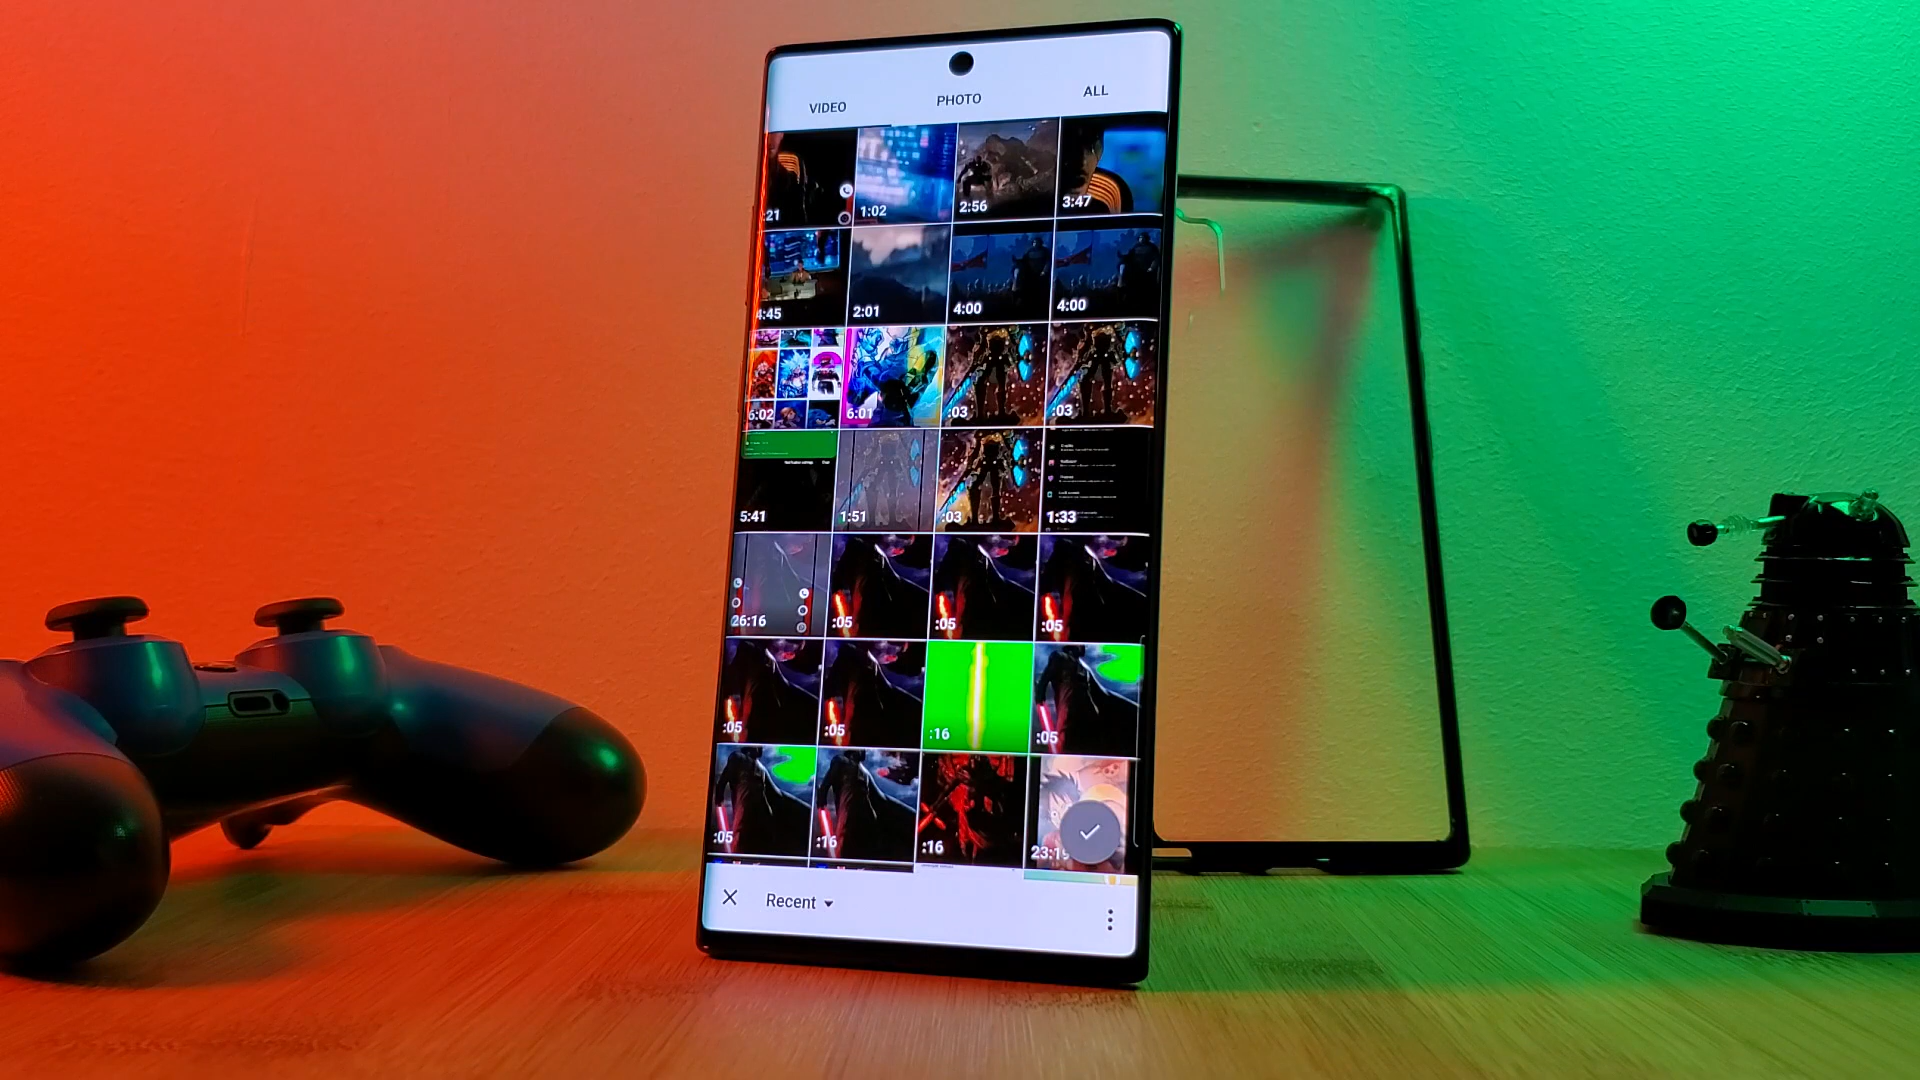 VIDEO PHOTO ALL
:21 1:02 2:56 3:47
4:45 2:01 4:00 4:00
6:02 6:01 :03 :03
5:41 1:51 :03 1:33
26:16 :05 :05 :05
:05 :05 :16 :05
:05 :16 :16 23:19
Recent